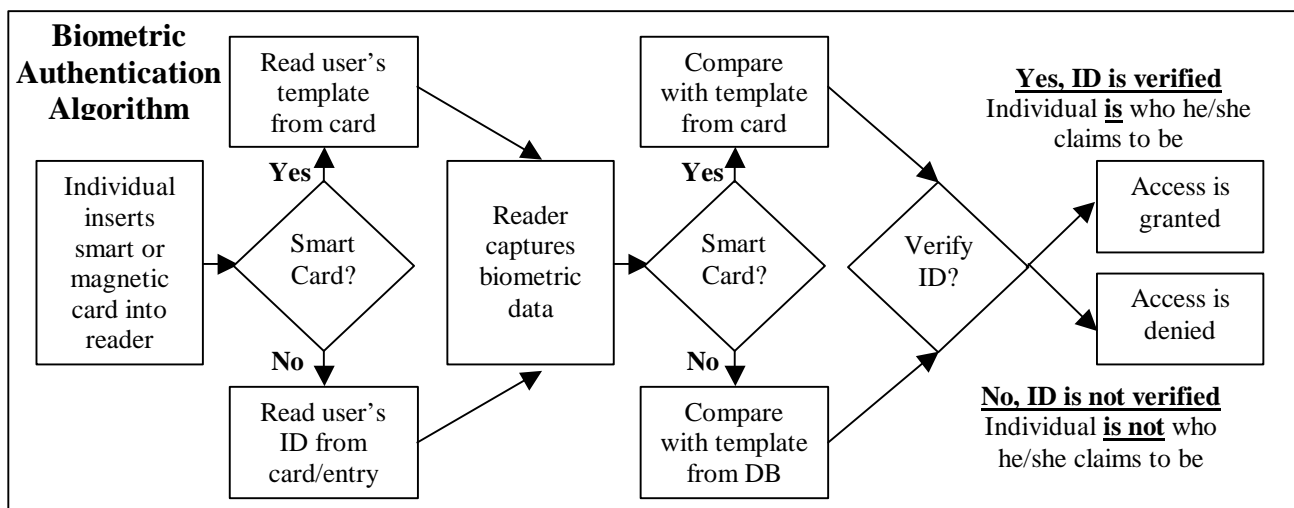 Biometric
Authentication
Algorithm
Individual
inserts
smart or
magnetic
card into
reader
Smart
Card?
Yes
Read user’s
template
from card
No
Read user’s
ID from
card/entry
Reader
captures
biometric
data
Smart
Card?
Yes
Compare
with template
from card
No
Compare
with template
from DB
Verify
ID?
Yes, ID is verified
Individual is who he/she
claims to be
Access is
granted
Access is
denied
No, ID is not verified
Individual is not who
he/she claims to be